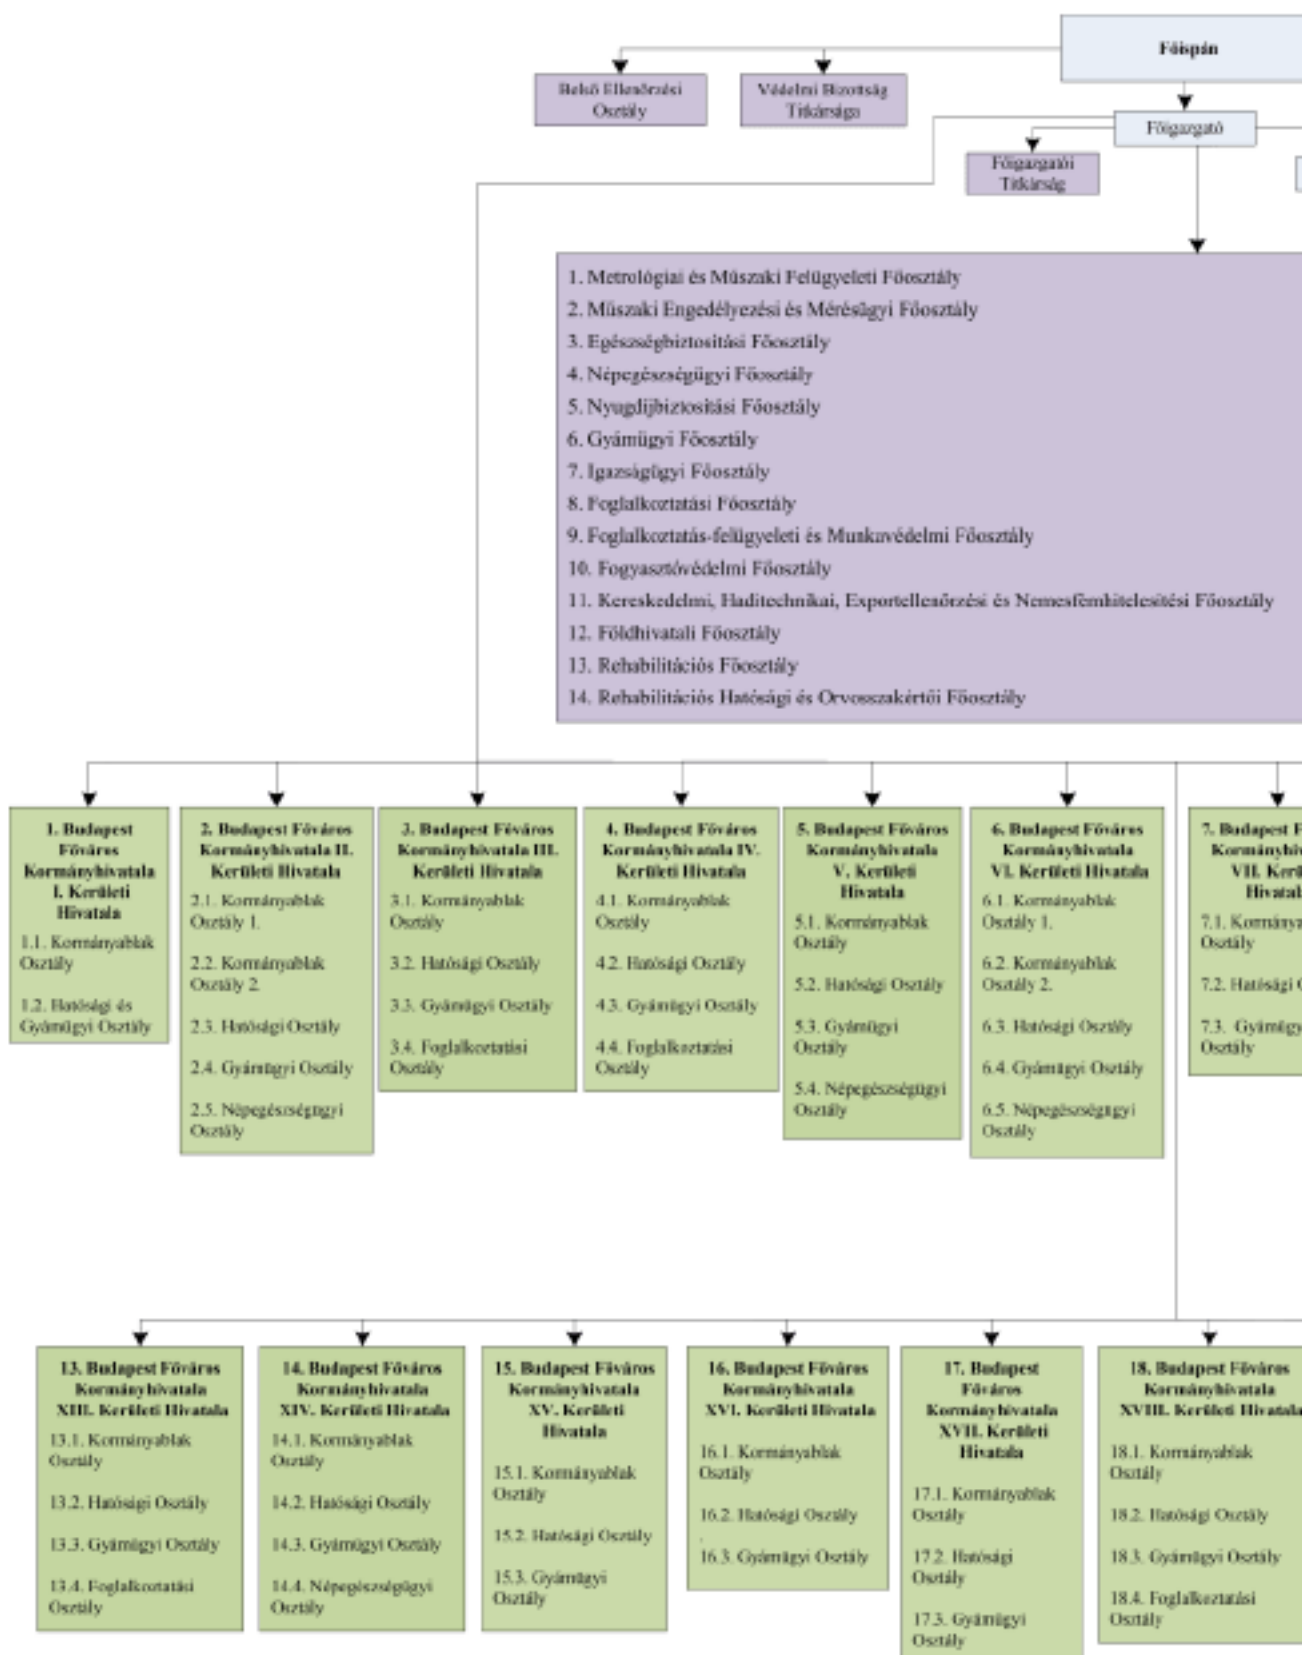 Főispán
Belső Ellenőrzési
Osztály
Védelmi Bizottság
Titkársága
Főigazgató
Főigazgatói
Titkárság
1. Metrológiai és Műszaki Felügyeleti Főosztály
2. Műszaki Engedélyezési és Mérésügyi Főosztály
3. Egészségbiztosítási Főosztály
4. Népegészségügyi Főosztály
5. Nyugdíjbiztosítási Főosztály
6. Gyámügyi Főosztály
7. Igazságügyi Főosztály
8. Foglalkoztatási Főosztály
9. Foglalkoztatás-felügyeleti és Munkavédelmi Főosztály
10. Fogyasztóvédelmi Főosztály
11. Kereskedelmi, Haditechnikai, Exportellenőrzési és Nemesfémhitelesítési Főosztály
12. Földhivatali Főosztály
13. Rehabilitációs Főosztály
14. Rehabilitációs Hatósági és Orvosszakértői Főosztály
1. Budapest
Főváros
Kormányhivatala
I. Kerületi
Hivatala
1.1. Kormányablak
Osztály
1.2. Hatósági és
Gyámügyi Osztály
2. Budapest Főváros
Kormányhivatala II.
Kerületi Hivatala
2.1. Kormányablak
Osztály 1.
2.2. Kormányablak
Osztály 2.
2.3. Hatósági Osztály
2.4. Gyámügyi Osztály
2.5. Népegészségügyi
Osztály
3. Budapest Főváros
Kormányhivatala III.
Kerületi Hivatala
3.1. Kormányablak
Osztály
3.2. Hatósági Osztály
3.3. Gyámügyi Osztály
3.4. Foglalkoztatási
Osztály
4. Budapest Főváros
Kormányhivatala IV.
Kerületi Hivatala
4.1. Kormányablak
Osztály
4.2. Hatósági Osztály
4.3. Gyámügyi Osztály
4.4. Foglalkoztatási
Osztály
5. Budapest Főváros
Kormányhivatala
V. Kerületi
Hivatala
5.1. Kormányablak
Osztály
5.2. Hatósági Osztály
5.3. Gyámügyi
Osztály
5.4. Népegészségügyi
Osztály
6. Budapest Főváros
Kormányhivatala
VI. Kerületi Hivatala
6.1. Kormányablak
Osztály 1.
6.2. Kormányablak
Osztály 2.
6.3. Hatósági Osztály
6.4. Gyámügyi Osztály
6.5. Népegészségügyi
Osztály
7. Budapest
VII.
7.1.
Osztály
7.2. Hatósági
7.3.
Osztály
13. Budapest Főváros
Kormányhivatala
XIII. Kerületi Hivatala
13.1. Kormányablak
Osztály
13.2. Hatósági Osztály
13.3. Gyámügyi Osztály
13.4. Foglalkoztatási
Osztály
14. Budapest Főváros
Kormányhivatala
XIV. Kerületi Hivatala
14.1. Kormányablak
Osztály
14.2. Hatósági Osztály
14.3. Gyámügyi Osztály
14.4. Népegészségügyi
Osztály
15. Budapest Főváros
Kormányhivatala
XV. Kerületi
Hivatala
15.1. Kormányablak
Osztály
15.2. Hatósági Osztály
15.3. Gyámügyi
Osztály
16. Budapest Főváros
Kormányhivatala
XVI. Kerületi Hivatala
16.1. Kormányablak
Osztály
16.2. Hatósági Osztály
.
16.3. Gyámügyi Osztály
17. Budapest
Főváros
Kormányhivatala
XVII. Kerületi
Hivatala
17.1. Kormányablak
Osztály
17.2. Hatósági
Osztály
17.3. Gyámügyi
Osztály
18. Budapest Főváros
Kormányhivatala
XVIII. Kerületi Hivatala
18.1. Kormányablak
Osztály
18.2. Hatósági Osztály
18.3. Gyámügyi Osztály
18.4. Foglalkoztatási
Osztály